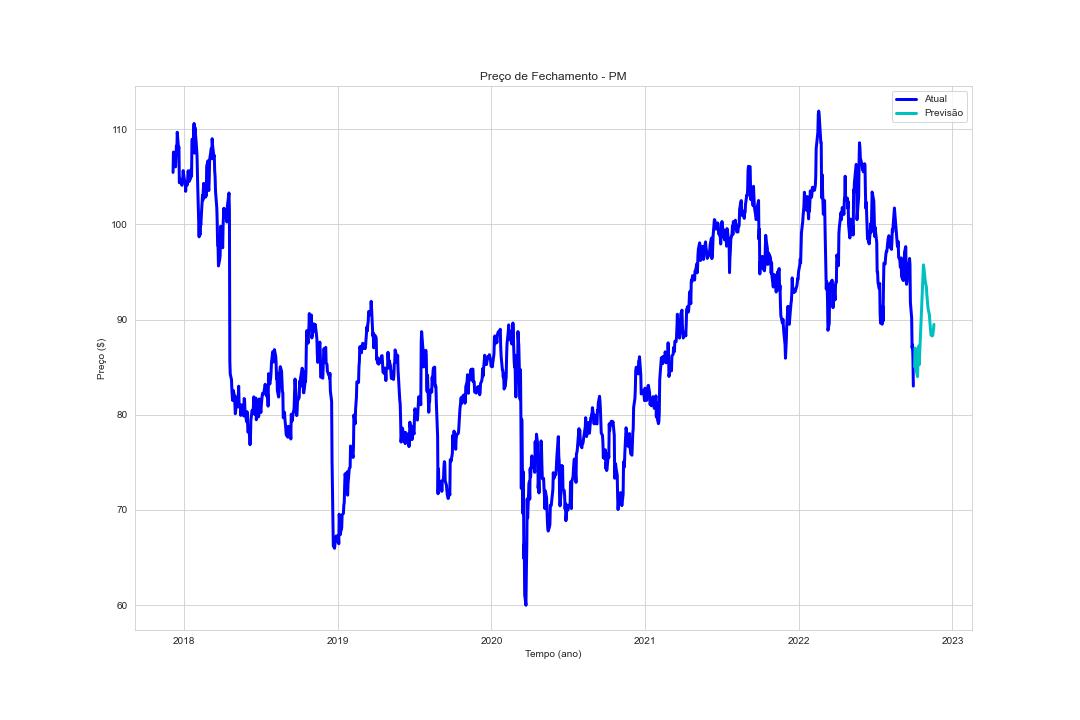 Preço de Fechamento - PM
Atual
Previsão
110
100
90
80
70
60
Preço ($)
2018
2019
2020
2021
2022
2023
Tempo (ano)